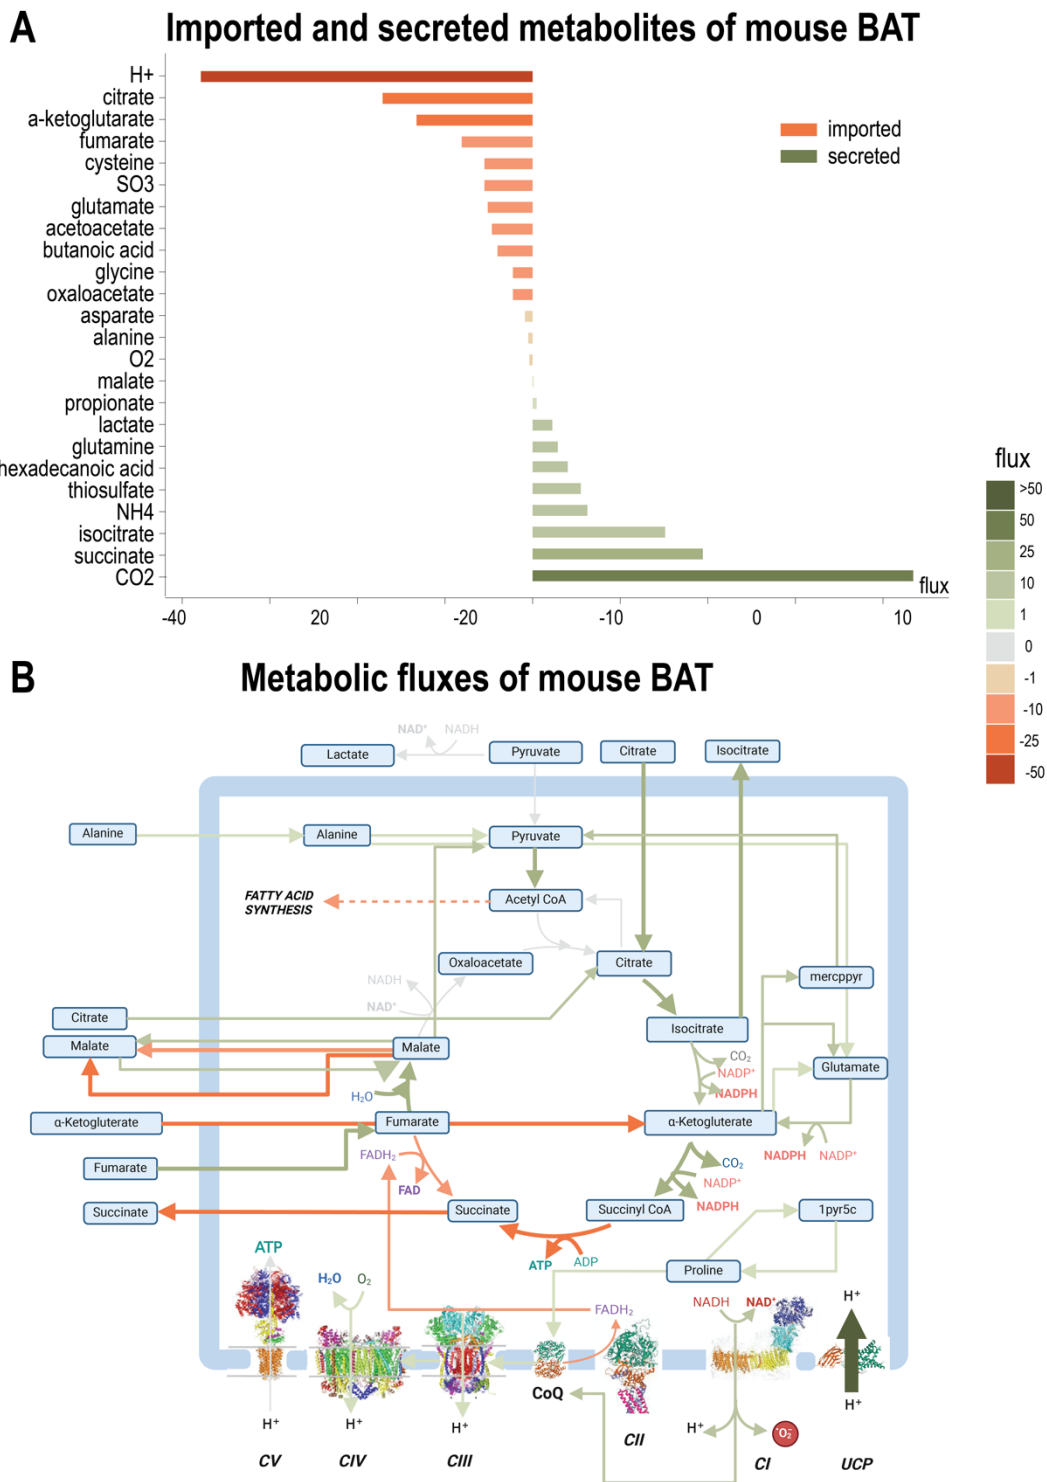 A
Imported and secreted metabolites of mouse BAT
H+
citrate
a-ketoglutarate
fumarate
cysteine
SO3
glutamate
acetoacetate
butanoic acid
glycine
oxaloacetate
asparate
alanine
O2
malate
propionate
lactate
glutamine
hexadecanoic acid
thiosulfate
NH4
isocitrate
succinate
CO2
imported
secreted
flux
-40 20 -10 -20 -10 0 10
flux
>50
50
25
10
1
0
-1
-10
-25
-50
B
Metabolic fluxes of mouse BAT
NAD+ NADH
Lactate Pyruvate Citrate Isocitrate
Alanine Alanine Pyruvate
FATTY ACID
SYNTHESIS
Acetyl CoA
Oxaloacetate Citrate
NADH
NAD+
mercppyr
Citrate
Isocitrate
Malate Malate
CO2
NADP+
NADPH
Glutamate
H2O
α-Ketogluterate Fumarate α-Ketogluterate
FADH2
FAD
NADPH NADP+
Fumarate
CO2
NADP+
NADPH
Succinate Succinate Succinyl CoA 1pyr5c
ATP ADP
Proline
ATP
H2O O2
FADH2
NADH NAD+
H+
CoQ
H+ H+ H+
H+ ·O2-
H+
CV CIV CIII CII CI UCP